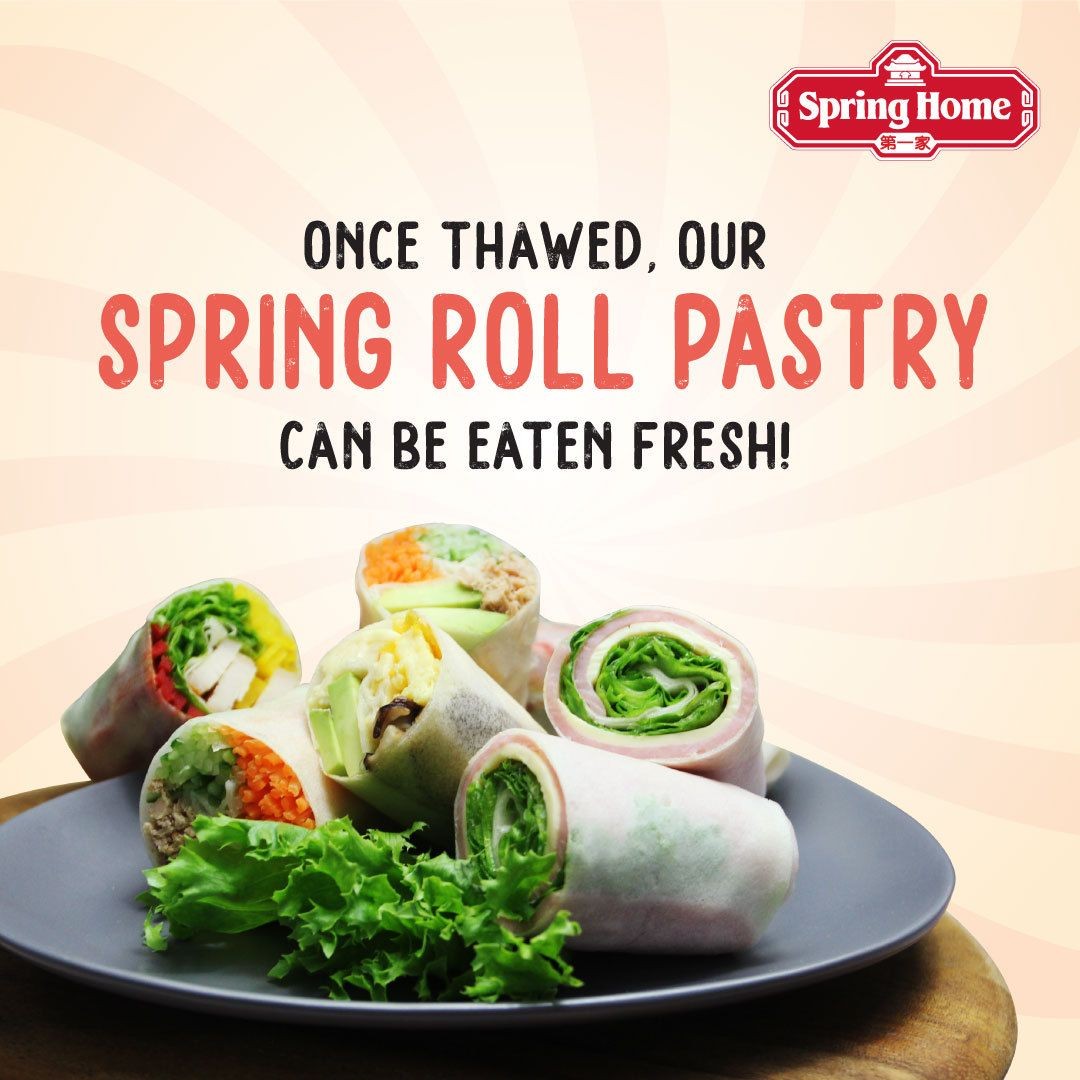 Spring Home
第一家
ONCE THAWED, OUR
SPRING ROLL PASTRY
CAN BE EATEN FRESH!